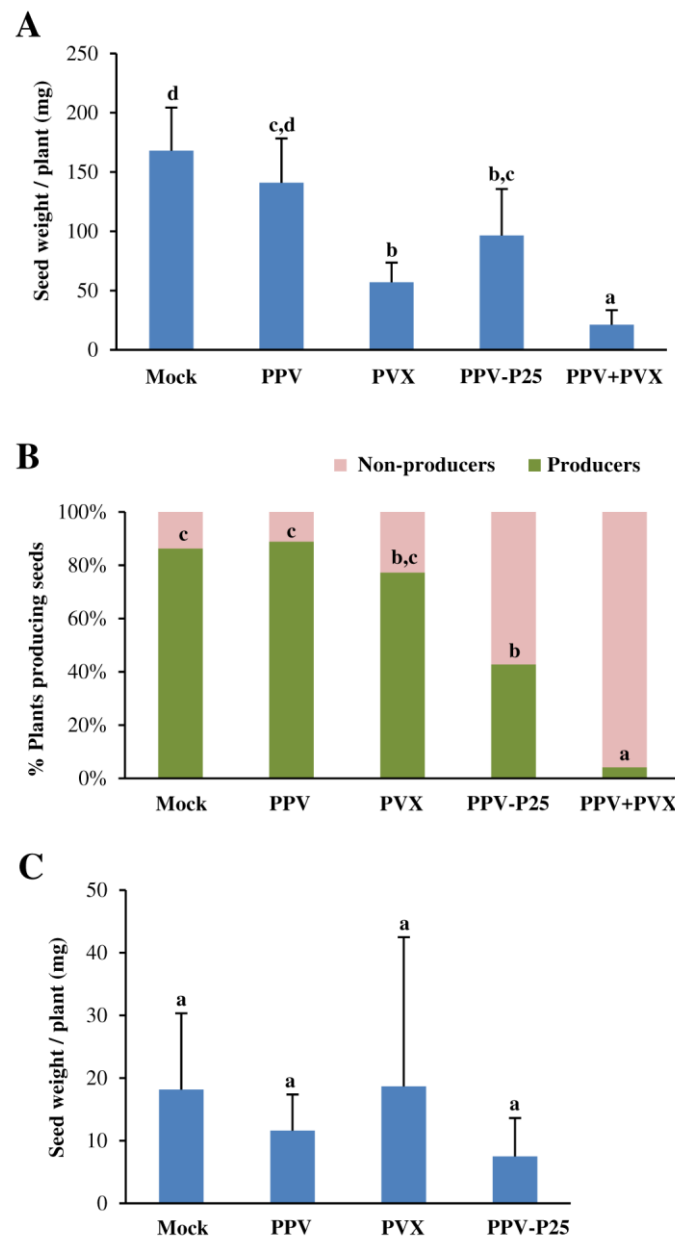 A
Seed weight / plant (mg)
250
200
150
100
50
0
d
c,d
b
b,c
a
Mock PPV PVX PPV-P25 PPV+PVX
B
Non-producers Producers
% Plants producing seeds
100%
80%
60%
40%
20%
0%
c
c
b,c
b
a
Mock PPV PVX PPV-P25 PPV+PVX
C
Seed weight / plant (mg)
50
40
30
20
10
0
a
a
a
a
Mock PPV PVX PPV-P25